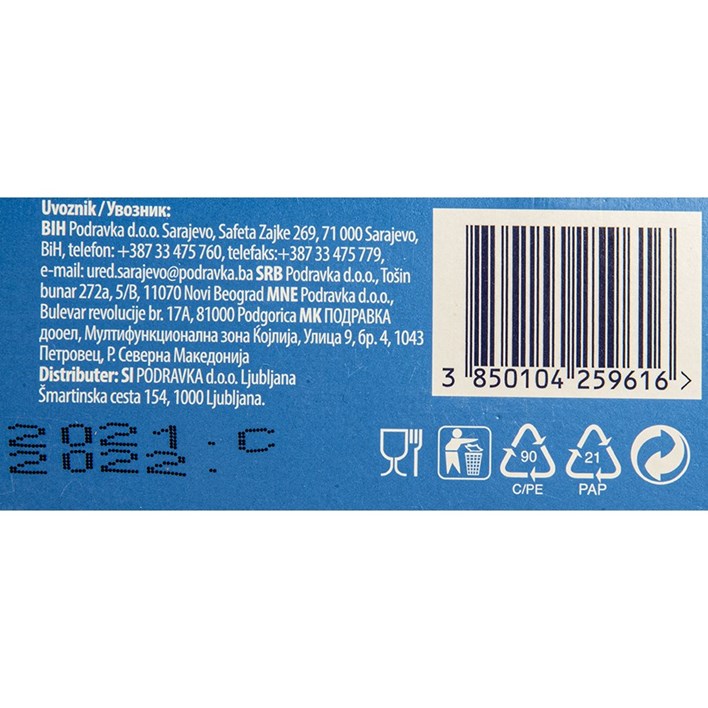 Uvoznik / Увозник:
BIH Podravka d.o.o. Sarajevo, Safeta Zajke 269, 71 000 Sarajevo,
BiH, telefon: +387 33 475 760, telefaks:+387 33 475 779,
e-mail: ured.sarajevo@podravka.ba SRB Podravka d.o.o., Tošin
bunar 272a, 5/B, 11070 Novi Beograd MNE Podravka d.o.o.,
Bulevar revolucije br. 17A, 81000 Podgorica МК ПОДРАВКА
дооел, Мултифункционална зона Којлија, Улица 9, бр. 4, 1043
Петровец, Р. Северна Македонија
Distributer: SI PODRAVKA d.o.o. Ljubljana
Šmartinska cesta 154, 1000 Ljubljana.
3 850104 259616 >
2021. C
2022.
90
C/PE
21
PAP